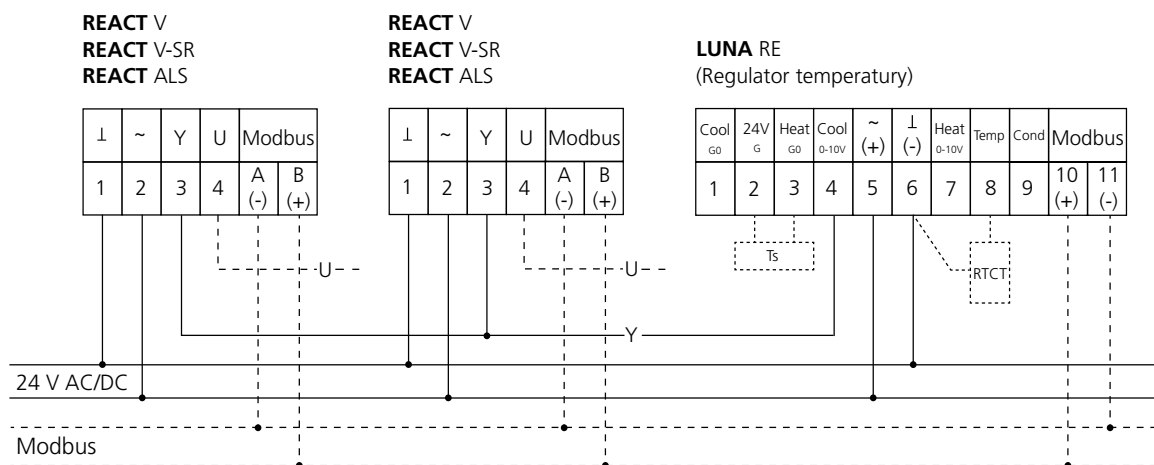 REACT V
REACT V-SR
REACT ALS
⊥ ~ Y U Modbus
1 2 3 4 A (-) B (+)
U
REACT V
REACT V-SR
REACT ALS
⊥ ~ Y U Modbus
1 2 3 4 A (-) B (+)
U
LUNA RE
(Regulator temperatury)
Cool G0 24V G Heat G0 Cool 0-10V ~ (+) ⊥ (-) Heat 0-10V Temp Cond Modbus
1 2 3 4 5 6 7 8 9 10 (+) 11 (-)
Ts
RTCT
Y
24 V AC/DC
Modbus